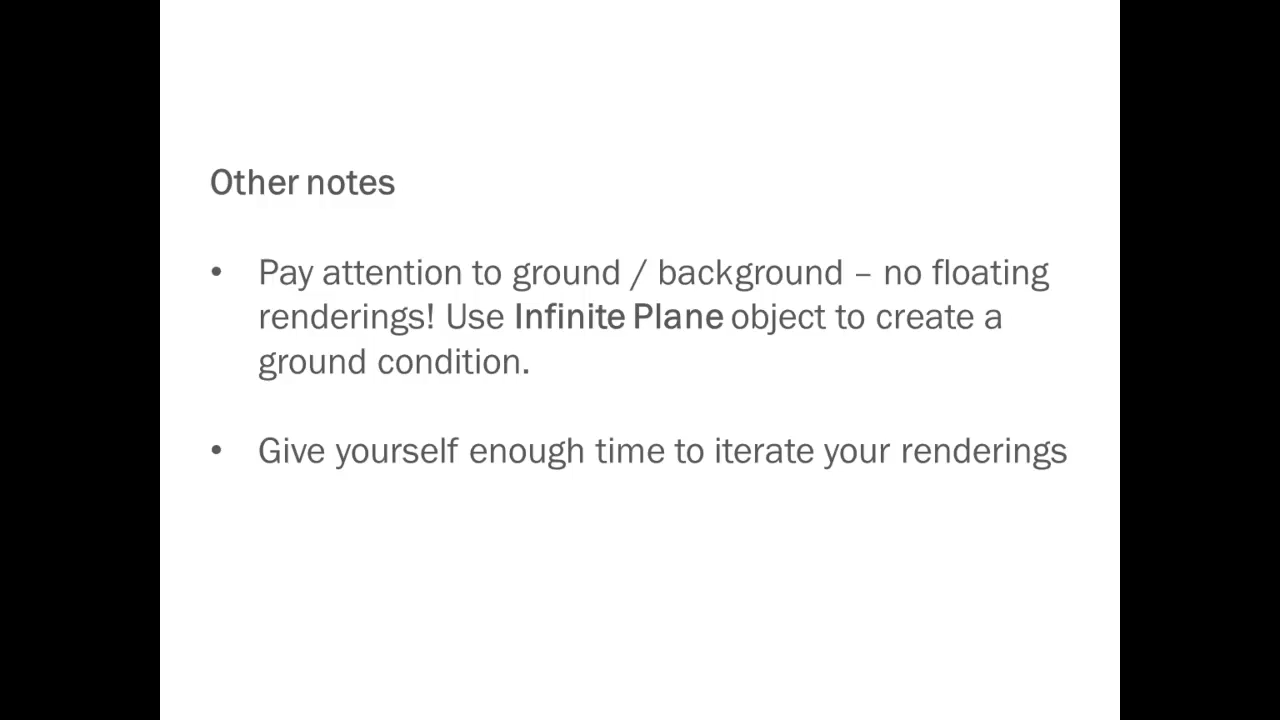 Other notes
• Pay attention to ground / background – no floating
renderings! Use Infinite Plane object to create a
ground condition.
• Give yourself enough time to iterate your renderings